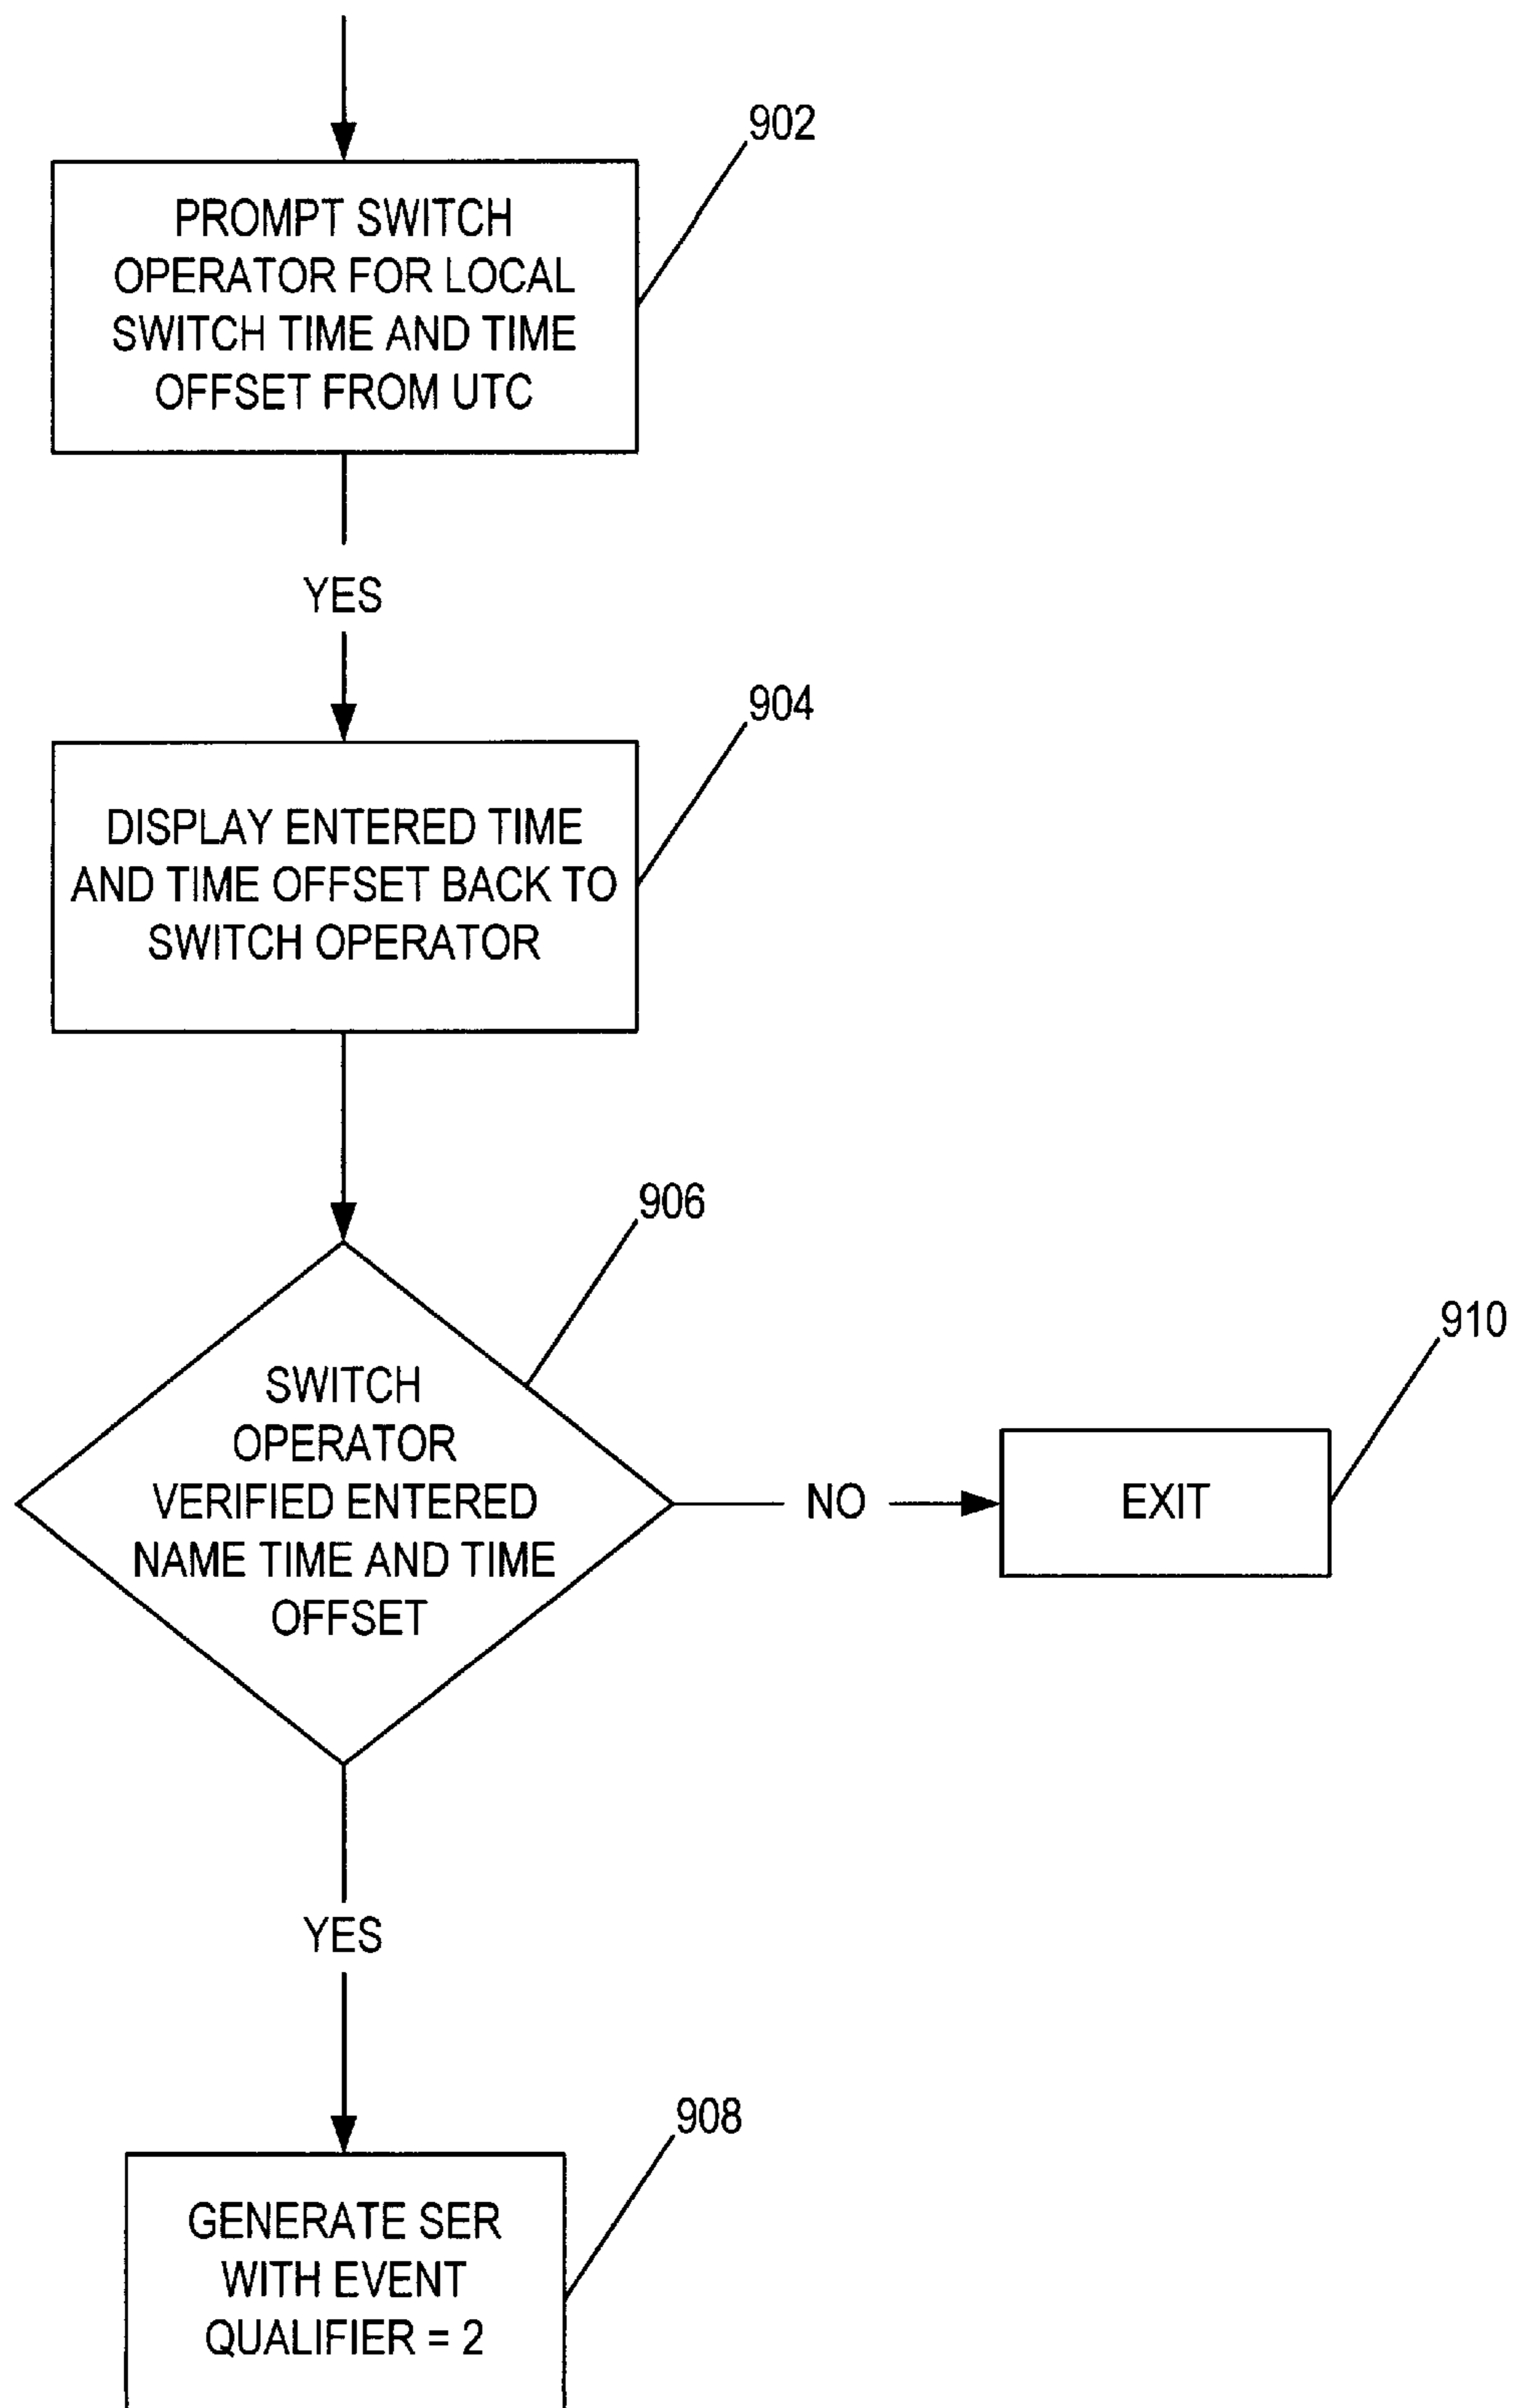 902
PROMPT SWITCH
OPERATOR FOR LOCAL
SWITCH TIME AND TIME
OFFSET FROM UTC
YES
904
DISPLAY ENTERED TIME
AND TIME OFFSET BACK TO
SWITCH OPERATOR
906
SWITCH
OPERATOR
VERIFIED ENTERED
NAME TIME AND TIME
OFFSET
NO
910
EXIT
YES
908
GENERATE SER
WITH EVENT
QUALIFIER = 2